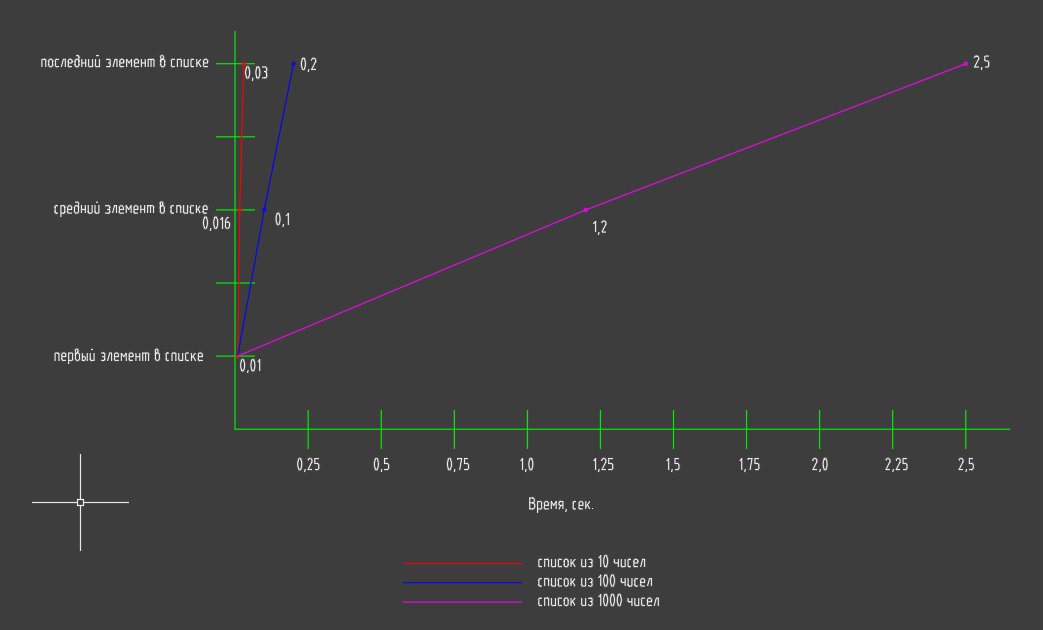 последний элемент в списке
0,03
0,2
2,5
средний элемент в списке
0,016
0,1
1,2
первый элемент в списке
0,01
0,25 0,5 0,75 1,0 1,25 1,5 1,75 2,0 2,25 2,5
Время, сек.
список из 10 чисел
список из 100 чисел
список из 1000 чисел